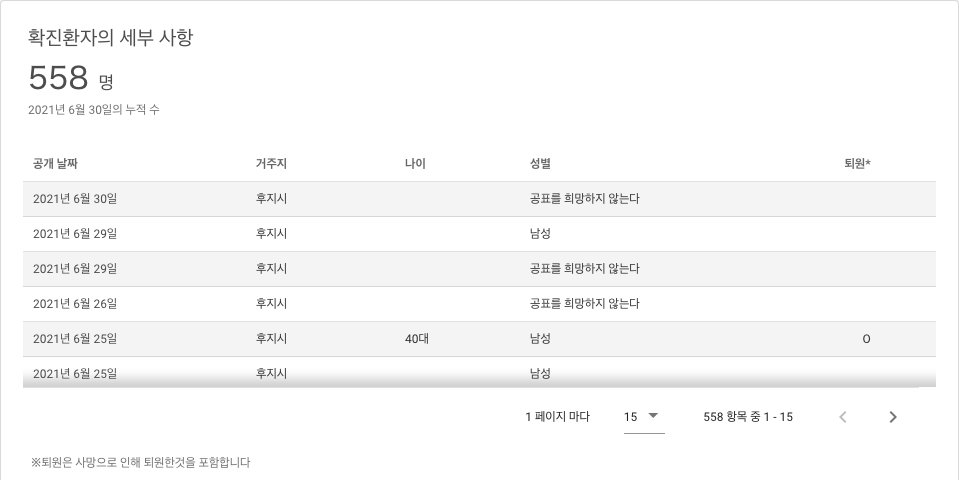 확진환자의 세부 사항
558 명
2021년 6월 30일의 누적 수
공개 날짜 거주지 나이 성별 퇴원*
2021년 6월 30일 후지시 공표를 희망하지 않는다
2021년 6월 29일 후지시 남성
2021년 6월 29일 후지시 공표를 희망하지 않는다
2021년 6월 26일 후지시 공표를 희망하지 않는다
2021년 6월 25일 후지시 40대 남성 O
2021년 6월 25일 후지시 남성
1 페이지 마다 15 558 항목 중 1 - 15
※퇴원은 사망으로 인해 퇴원한것을 포함합니다